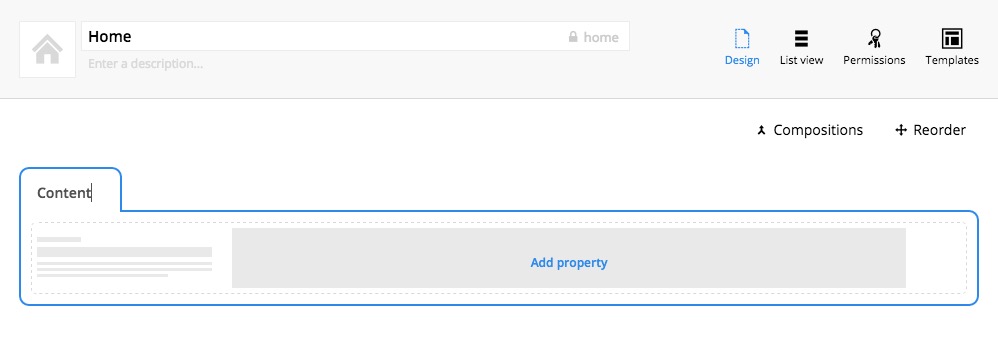 Home
home
Enter a description...
Design
List view
Permissions
Templates
Compositions
Reorder
Content
Add property